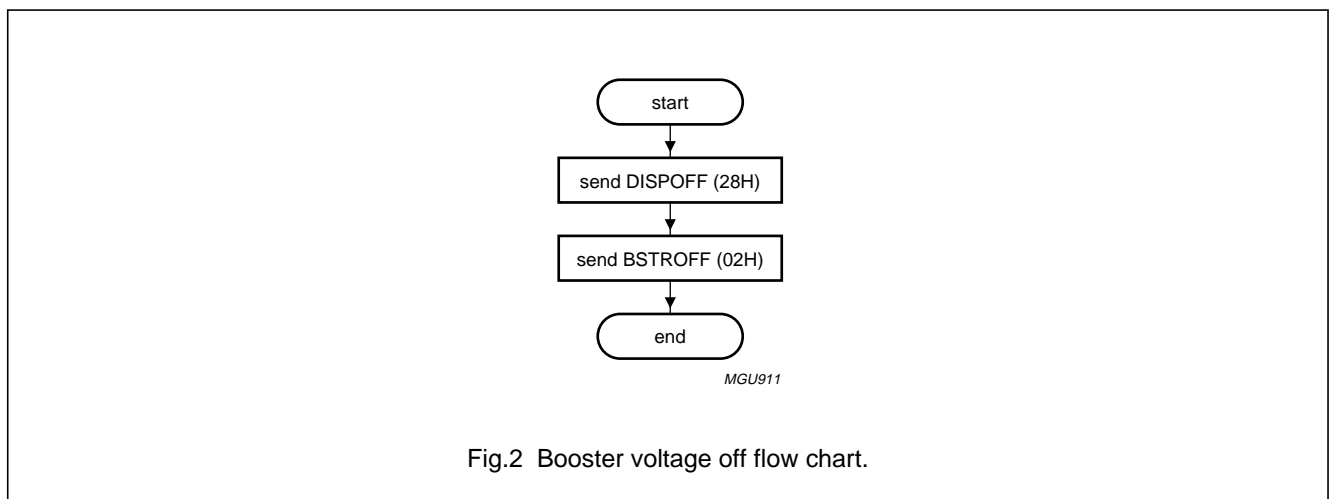 start
send DISPOFF (28H)
send BSTROFF (02H)
end
MGU911
Fig.2 Booster voltage off flow chart.